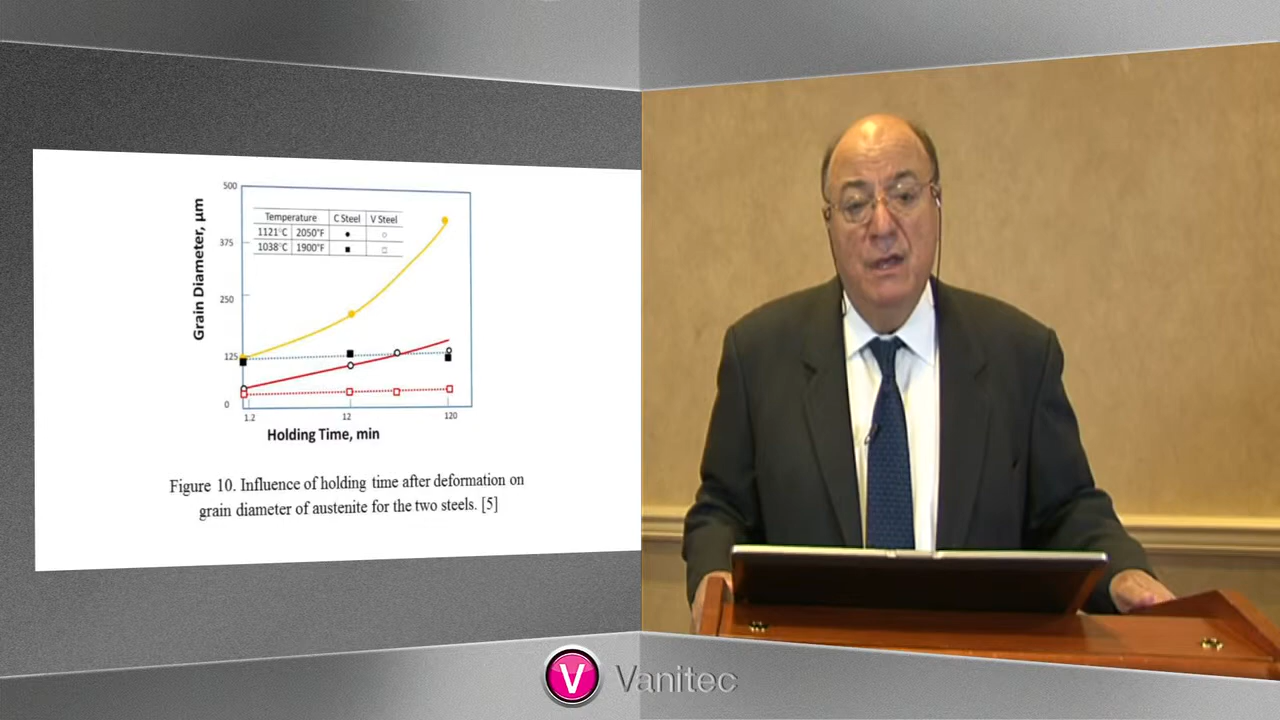 500
375
250
125
0
Grain Diameter, µm
Temperature C Steel V Steel
1121°C 2050°F
1038°C 1900°F
1.2 12 120
Holding Time, min
Figure 10. Influence of holding time after deformation on
grain diameter of austenite for the two steels. [5]
V Vanitec